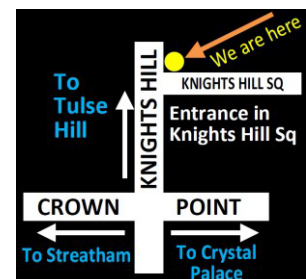 We are here
KNIGHTS HILL SQ
To
Tulse
Hill
KNIGHTS HILL
Entrance in
Knights Hill Sq
CROWN POINT
To Streatham
To Crystal
Palace